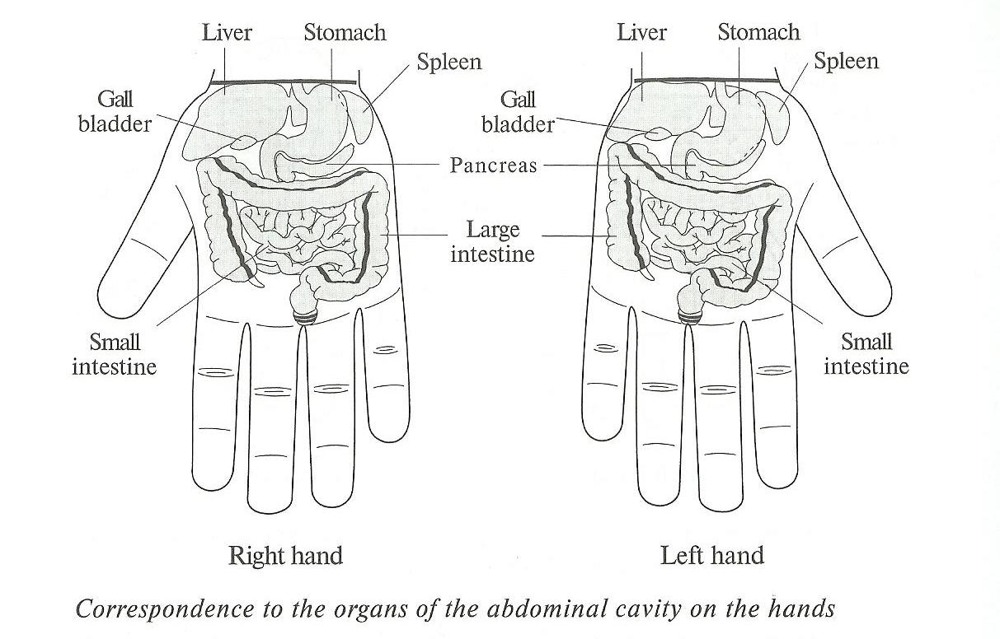 Liver Stomach
Spleen
Gall
bladder
Liver Stomach
Spleen
Gall
bladder
Pancreas
Large
intestine
Small
intestine
Small
intestine
Right hand
Left hand
Correspondence to the organs of the abdominal cavity on the hands